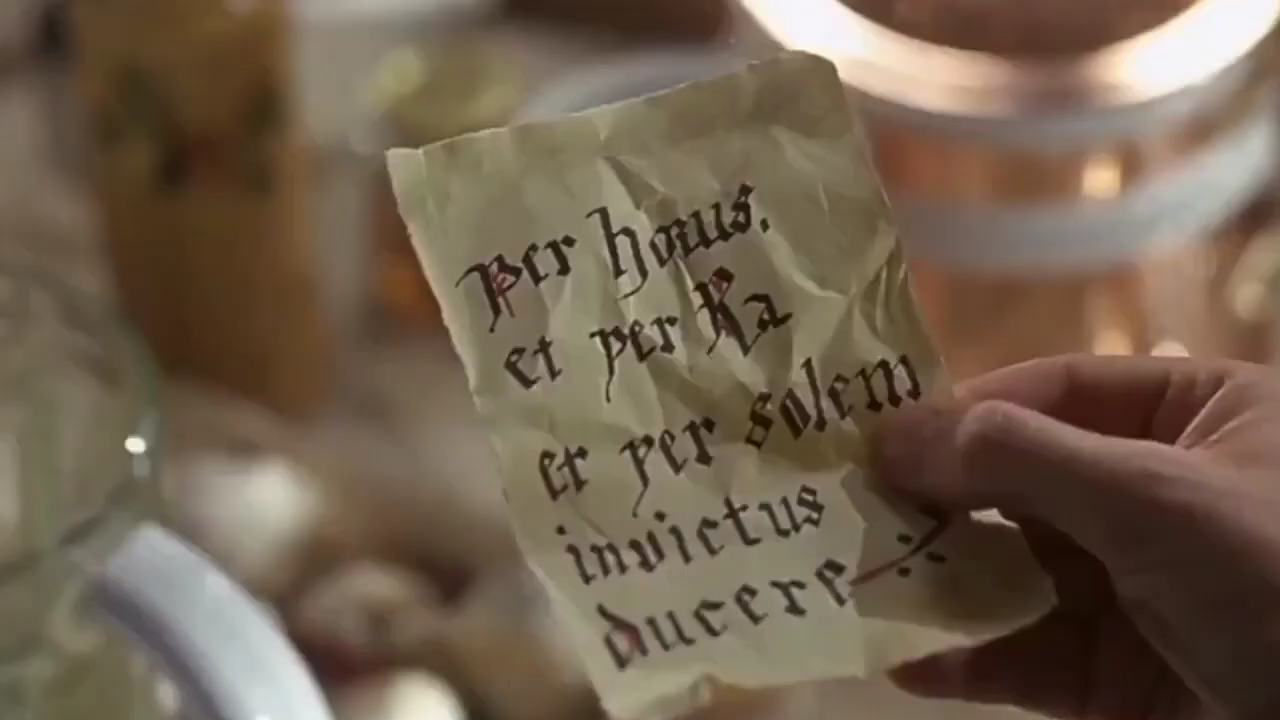 Per horus,
et per Ra
et per solem
invictus
ducere